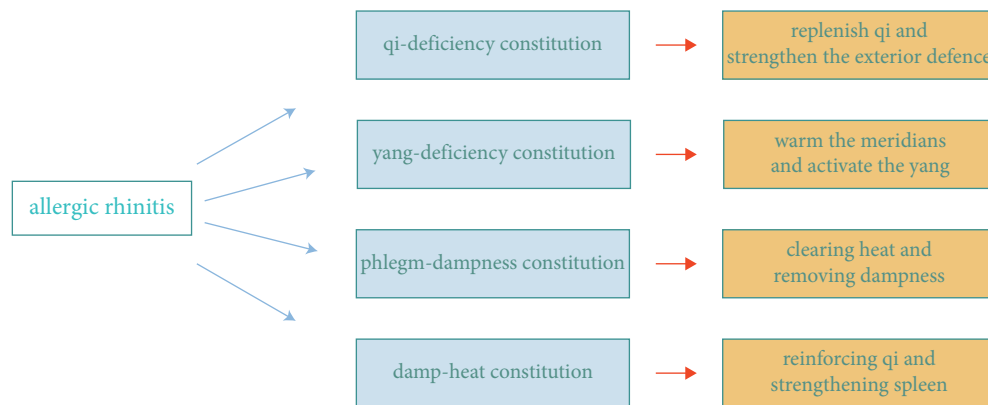 allergic rhinitis
qi-deficiency constitution
replenish qi and
strengthen the exterior defence
yang-deficiency constitution
warm the meridians
and activate the yang
phlegm-dampness constitution
clearing heat and
removing dampness
damp-heat constitution
reinforcing qi and
strengthening spleen